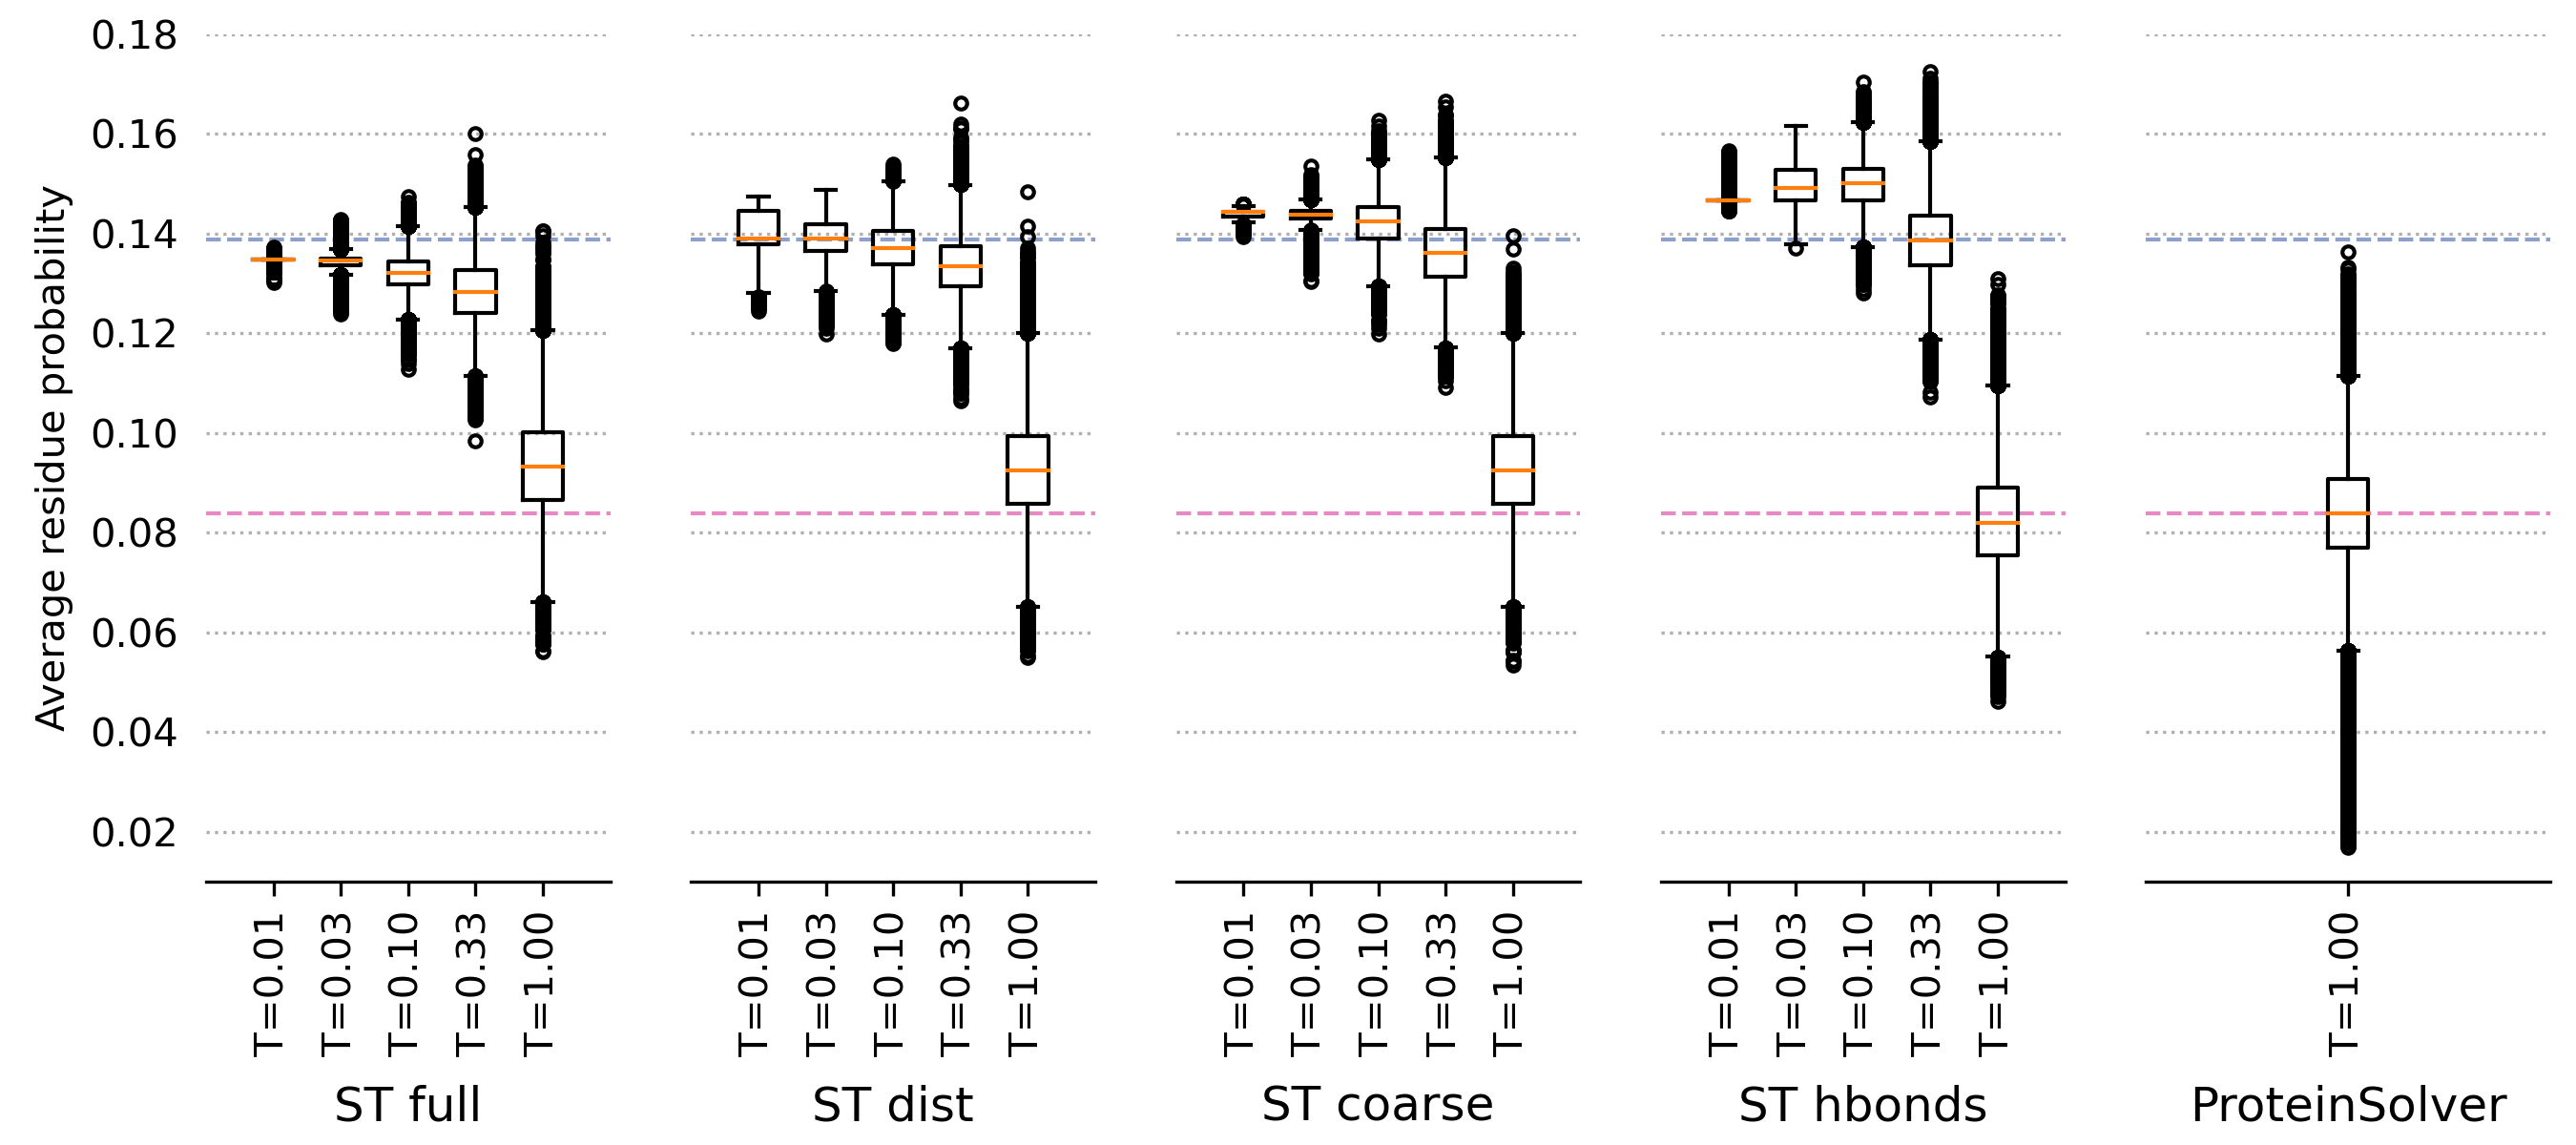 Average residue probability
0.18
0.16
0.14
0.12
0.10
0.08
0.06
0.04
0.02
T=0.01
T=0.03
T=0.10
T=0.33
T=1.00
ST full
T=0.01
T=0.03
T=0.10
T=0.33
T=1.00
ST dist
T=0.01
T=0.03
T=0.10
T=0.33
T=1.00
ST coarse
T=0.01
T=0.03
T=0.10
T=0.33
T=1.00
ST hbonds
T=1.00
ProteinSolver